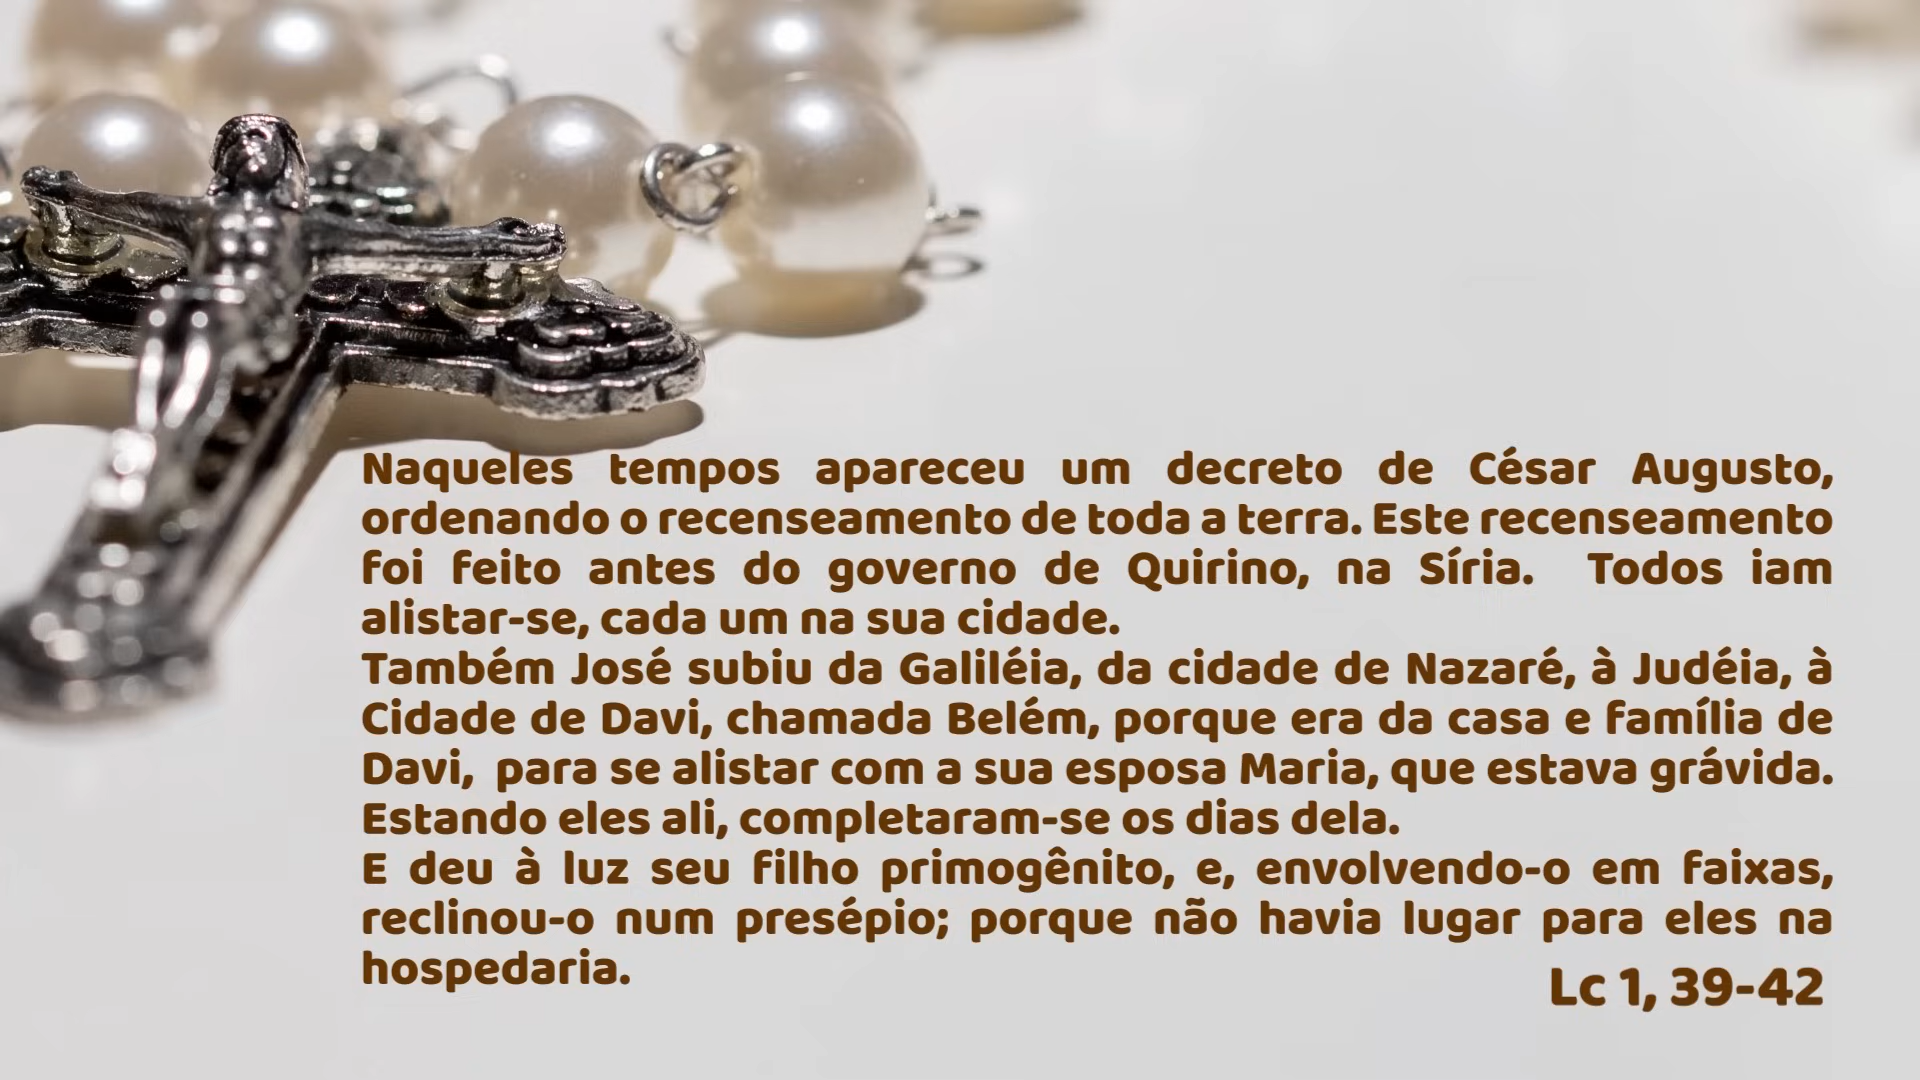 Naqueles tempos apareceu um decreto de César Augusto,
ordenando o recenseamento de toda a terra. Este recenseamento
foi feito antes do governo de Quirino, na Síria.  Todos iam
alistar-se, cada um na sua cidade.
Também José subiu da Galiléia, da cidade de Nazaré, à Judéia, à
Cidade de Davi, chamada Belém, porque era da casa e família de
Davi,  para se alistar com a sua esposa Maria, que estava grávida.
Estando eles ali, completaram-se os dias dela.
E deu à luz seu filho primogênito, e, envolvendo-o em faixas,
reclinou-o num presépio; porque não havia lugar para eles na
hospedaria.
Lc 1, 39-42